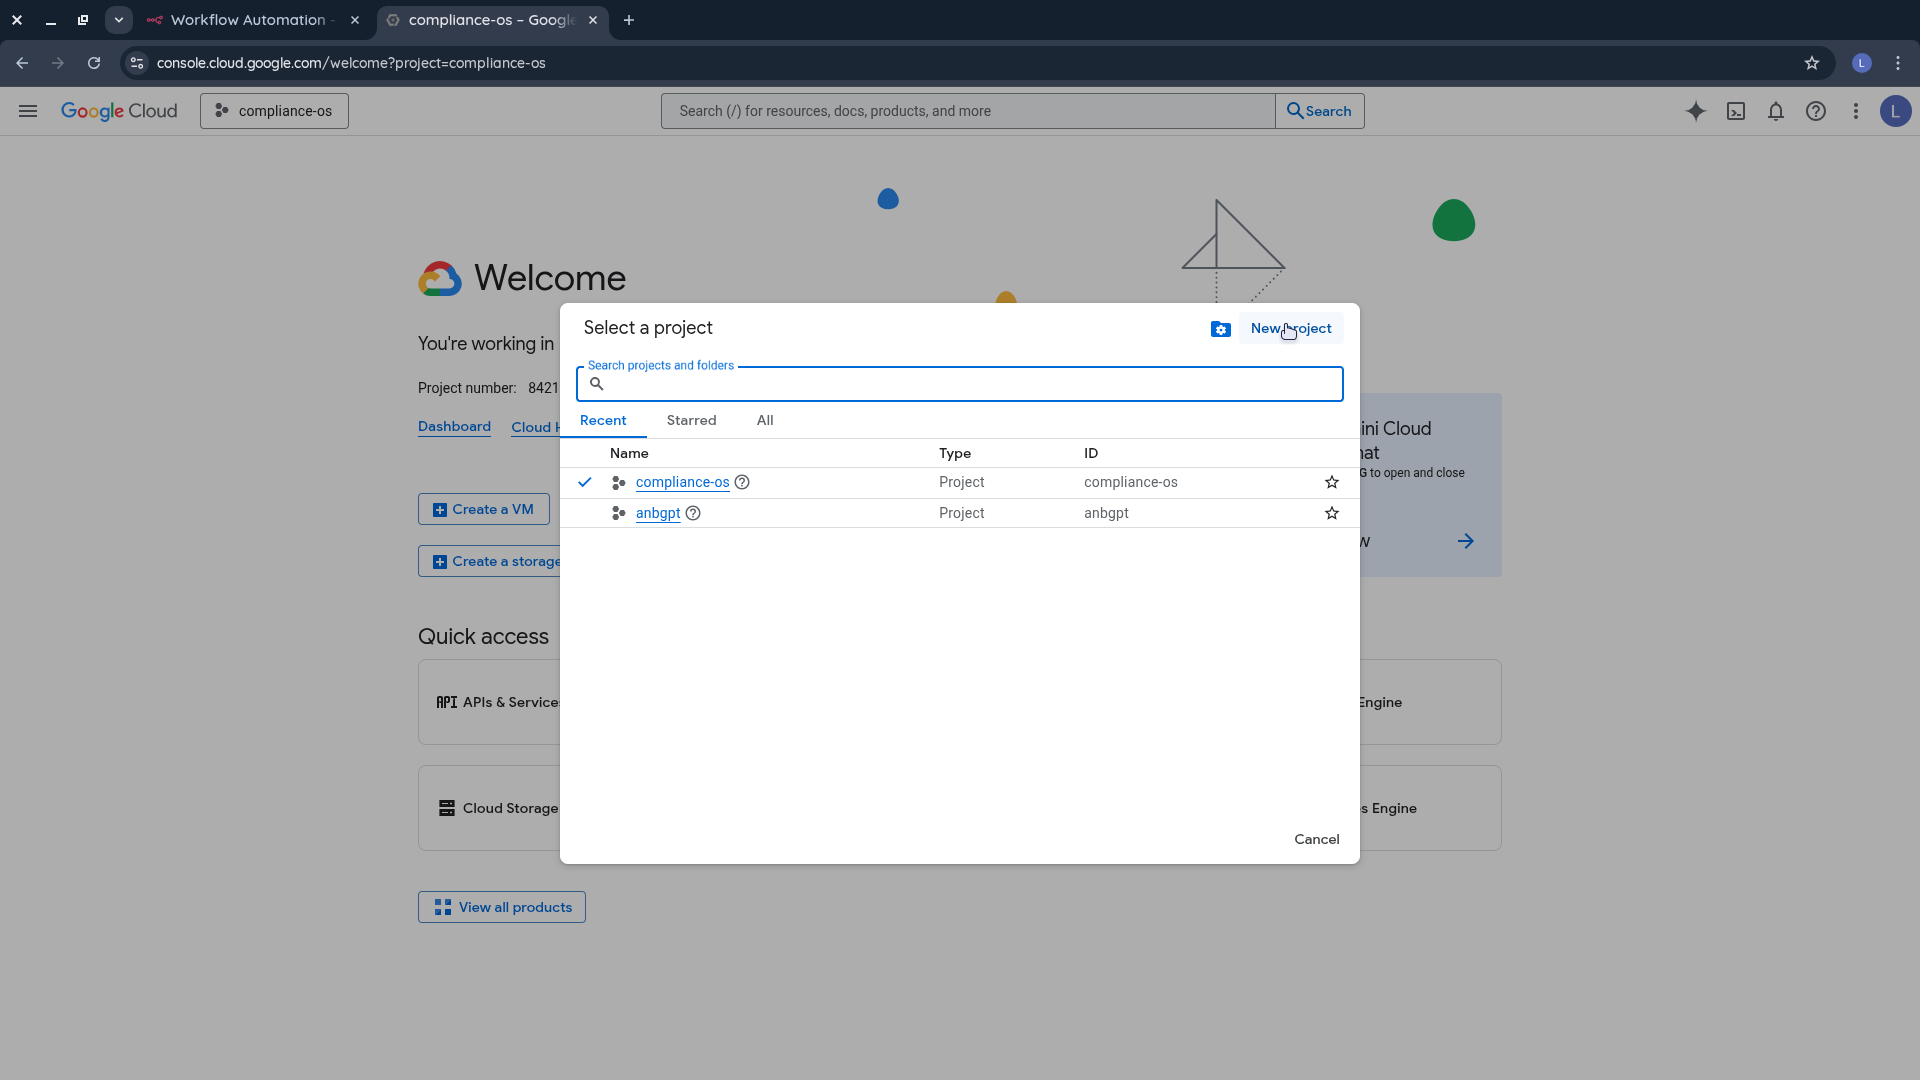 Workflow Automation -
compliance-os – Google
console.cloud.google.com/welcome?project=compliance-os
L
Google Cloud
compliance-os
Search (/) for resources, docs, products, and more
Search
L
Welcome
You're working in
Project number: 8421
Dashboard
Cloud H
Create a VM
Create a storage
Quick access
API APIs & Services
Cloud Storage
View all products
Select a project
New project
Search projects and folders
Recent
Starred
All
Name
Type
ID
compliance-os
Project
compliance-os
anbgpt
Project
anbgpt
Cancel
ini Cloud
hat
G to open and close
w
Engine
s Engine